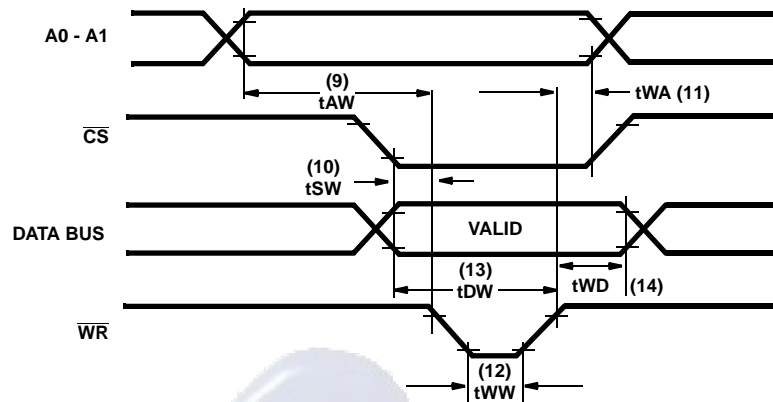 A0 - A1
(9)
tAW
tWA (11)
CS
(10)
tSW
DATA BUS
VALID
(13)
tDW
tWD (14)
WR
(12)
tWW